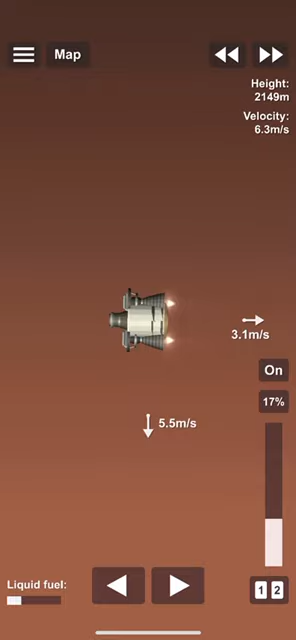 Map
Height:
2149m
Velocity:
6.3m/s
3.1m/s
On
17%
5.5m/s
Liquid fuel:
1 2